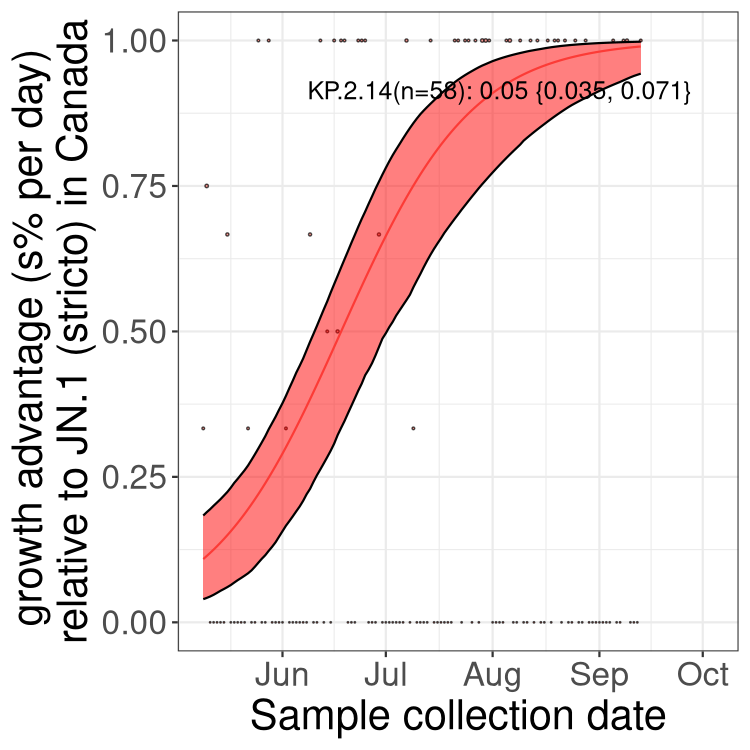 growth advantage (s% per day)
relative to JN.1 (stricto) in Canada
1.00
0.75
0.50
0.25
0.00
KP.2.14(n=58): 0.05 {0.035, 0.071}
Jun Jul Aug Sep Oct
Sample collection date